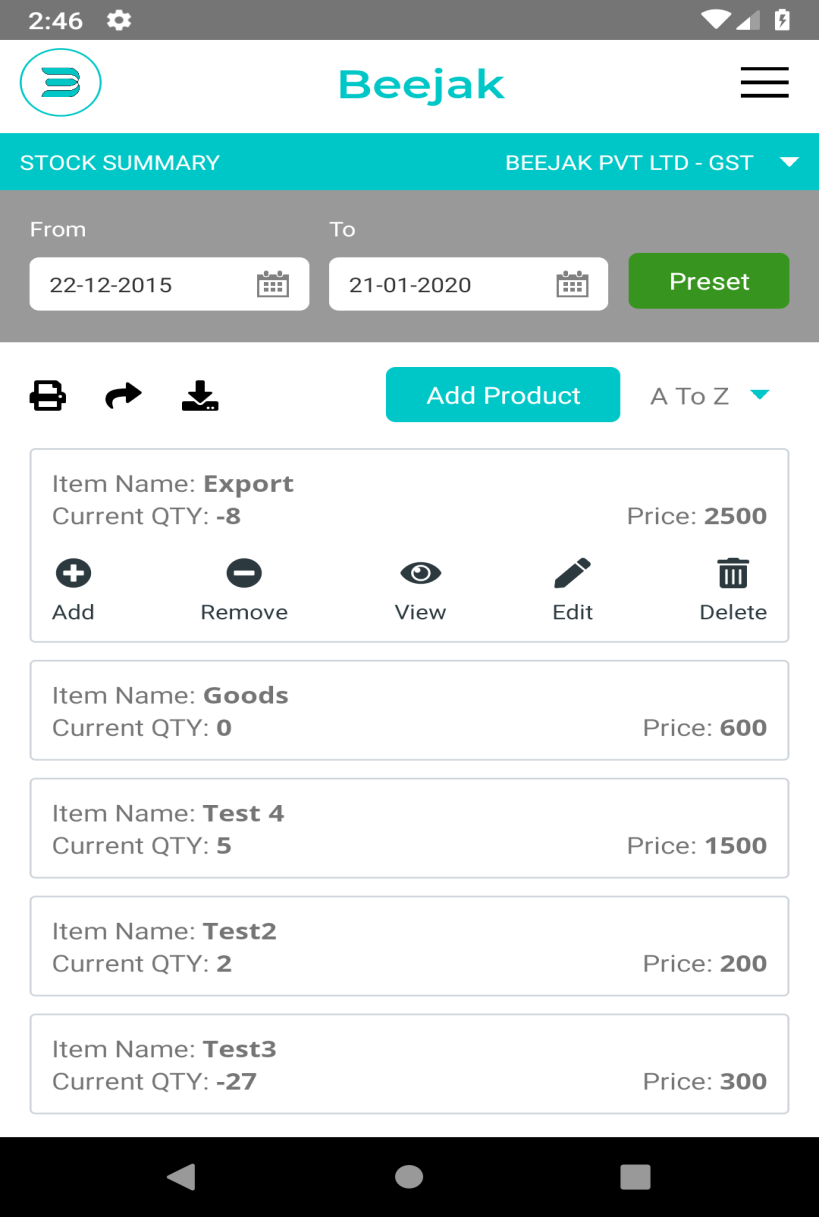 2:46
Beejak
STOCK SUMMARY BEEJAK PVT LTD - GST
From To
22-12-2015 21-01-2020 Preset
Add Product A To Z
Item Name: Export
Current QTY: -8 Price: 2500
Add Remove View Edit Delete
Item Name: Goods
Current QTY: 0 Price: 600
Item Name: Test 4
Current QTY: 5 Price: 1500
Item Name: Test2
Current QTY: 2 Price: 200
Item Name: Test3
Current QTY: -27 Price: 300